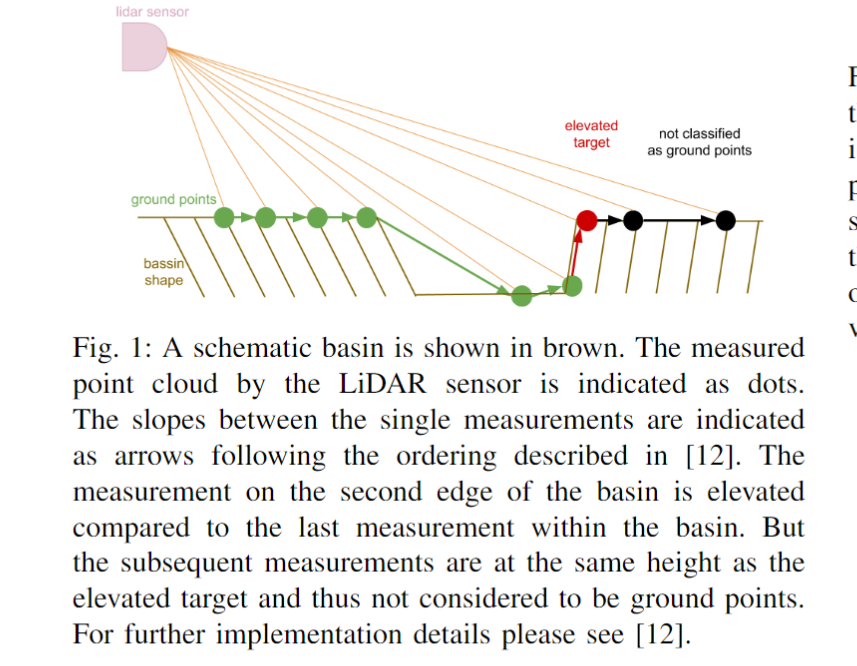 lidar sensor
elevated
target
not classified
as ground points
ground points
bassin
shape
Fig. 1: A schematic basin is shown in brown. The measured
point cloud by the LiDAR sensor is indicated as dots.
The slopes between the single measurements are indicated
as arrows following the ordering described in [12]. The
measurement on the second edge of the basin is elevated
compared to the last measurement within the basin. But
the subsequent measurements are at the same height as the
elevated target and thus not considered to be ground points.
For further implementation details please see [12].